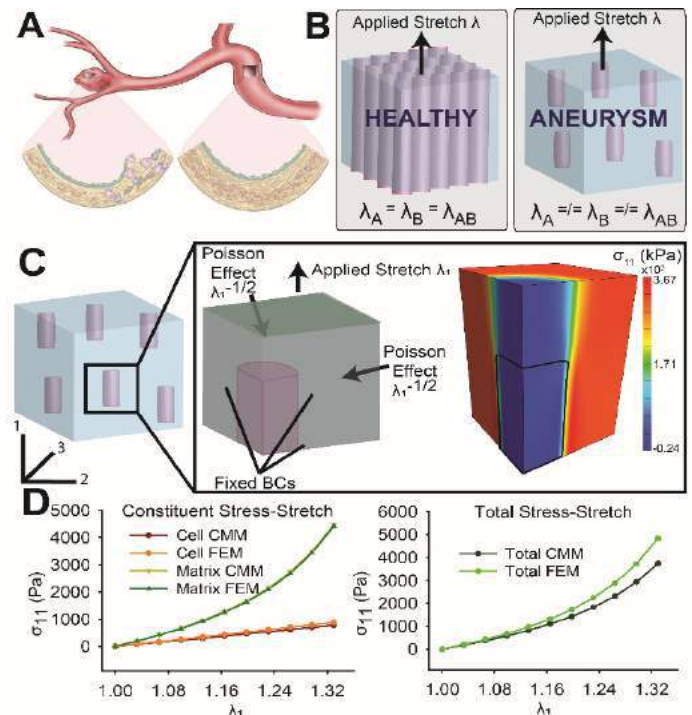 A
B
Applied Stretch λ
HEALTHY
λA = λB = λAB
Applied Stretch λ
ANEURYSM
λA =/= λB =/= λAB
C
1
3
2
Poisson
Effect
λ1-1/2
Applied Stretch λ1
Poisson
Effect
λ1-1/2
Fixed BCs
σ11 (kPa)
x10²
3.67
1.71
-0.24
D
Constituent Stress-Stretch
Cell CMM
Cell FEM
Matrix CMM
Matrix FEM
σ11 (Pa)
5000
4000
3000
2000
1000
0
1.00
1.08
1.16
1.24
1.32
λ1
Total Stress-Stretch
Total CMM
Total FEM
σ11 (Pa)
6000
5000
4000
3000
2000
1000
0
1.00
1.08
1.16
1.24
1.32
λ1